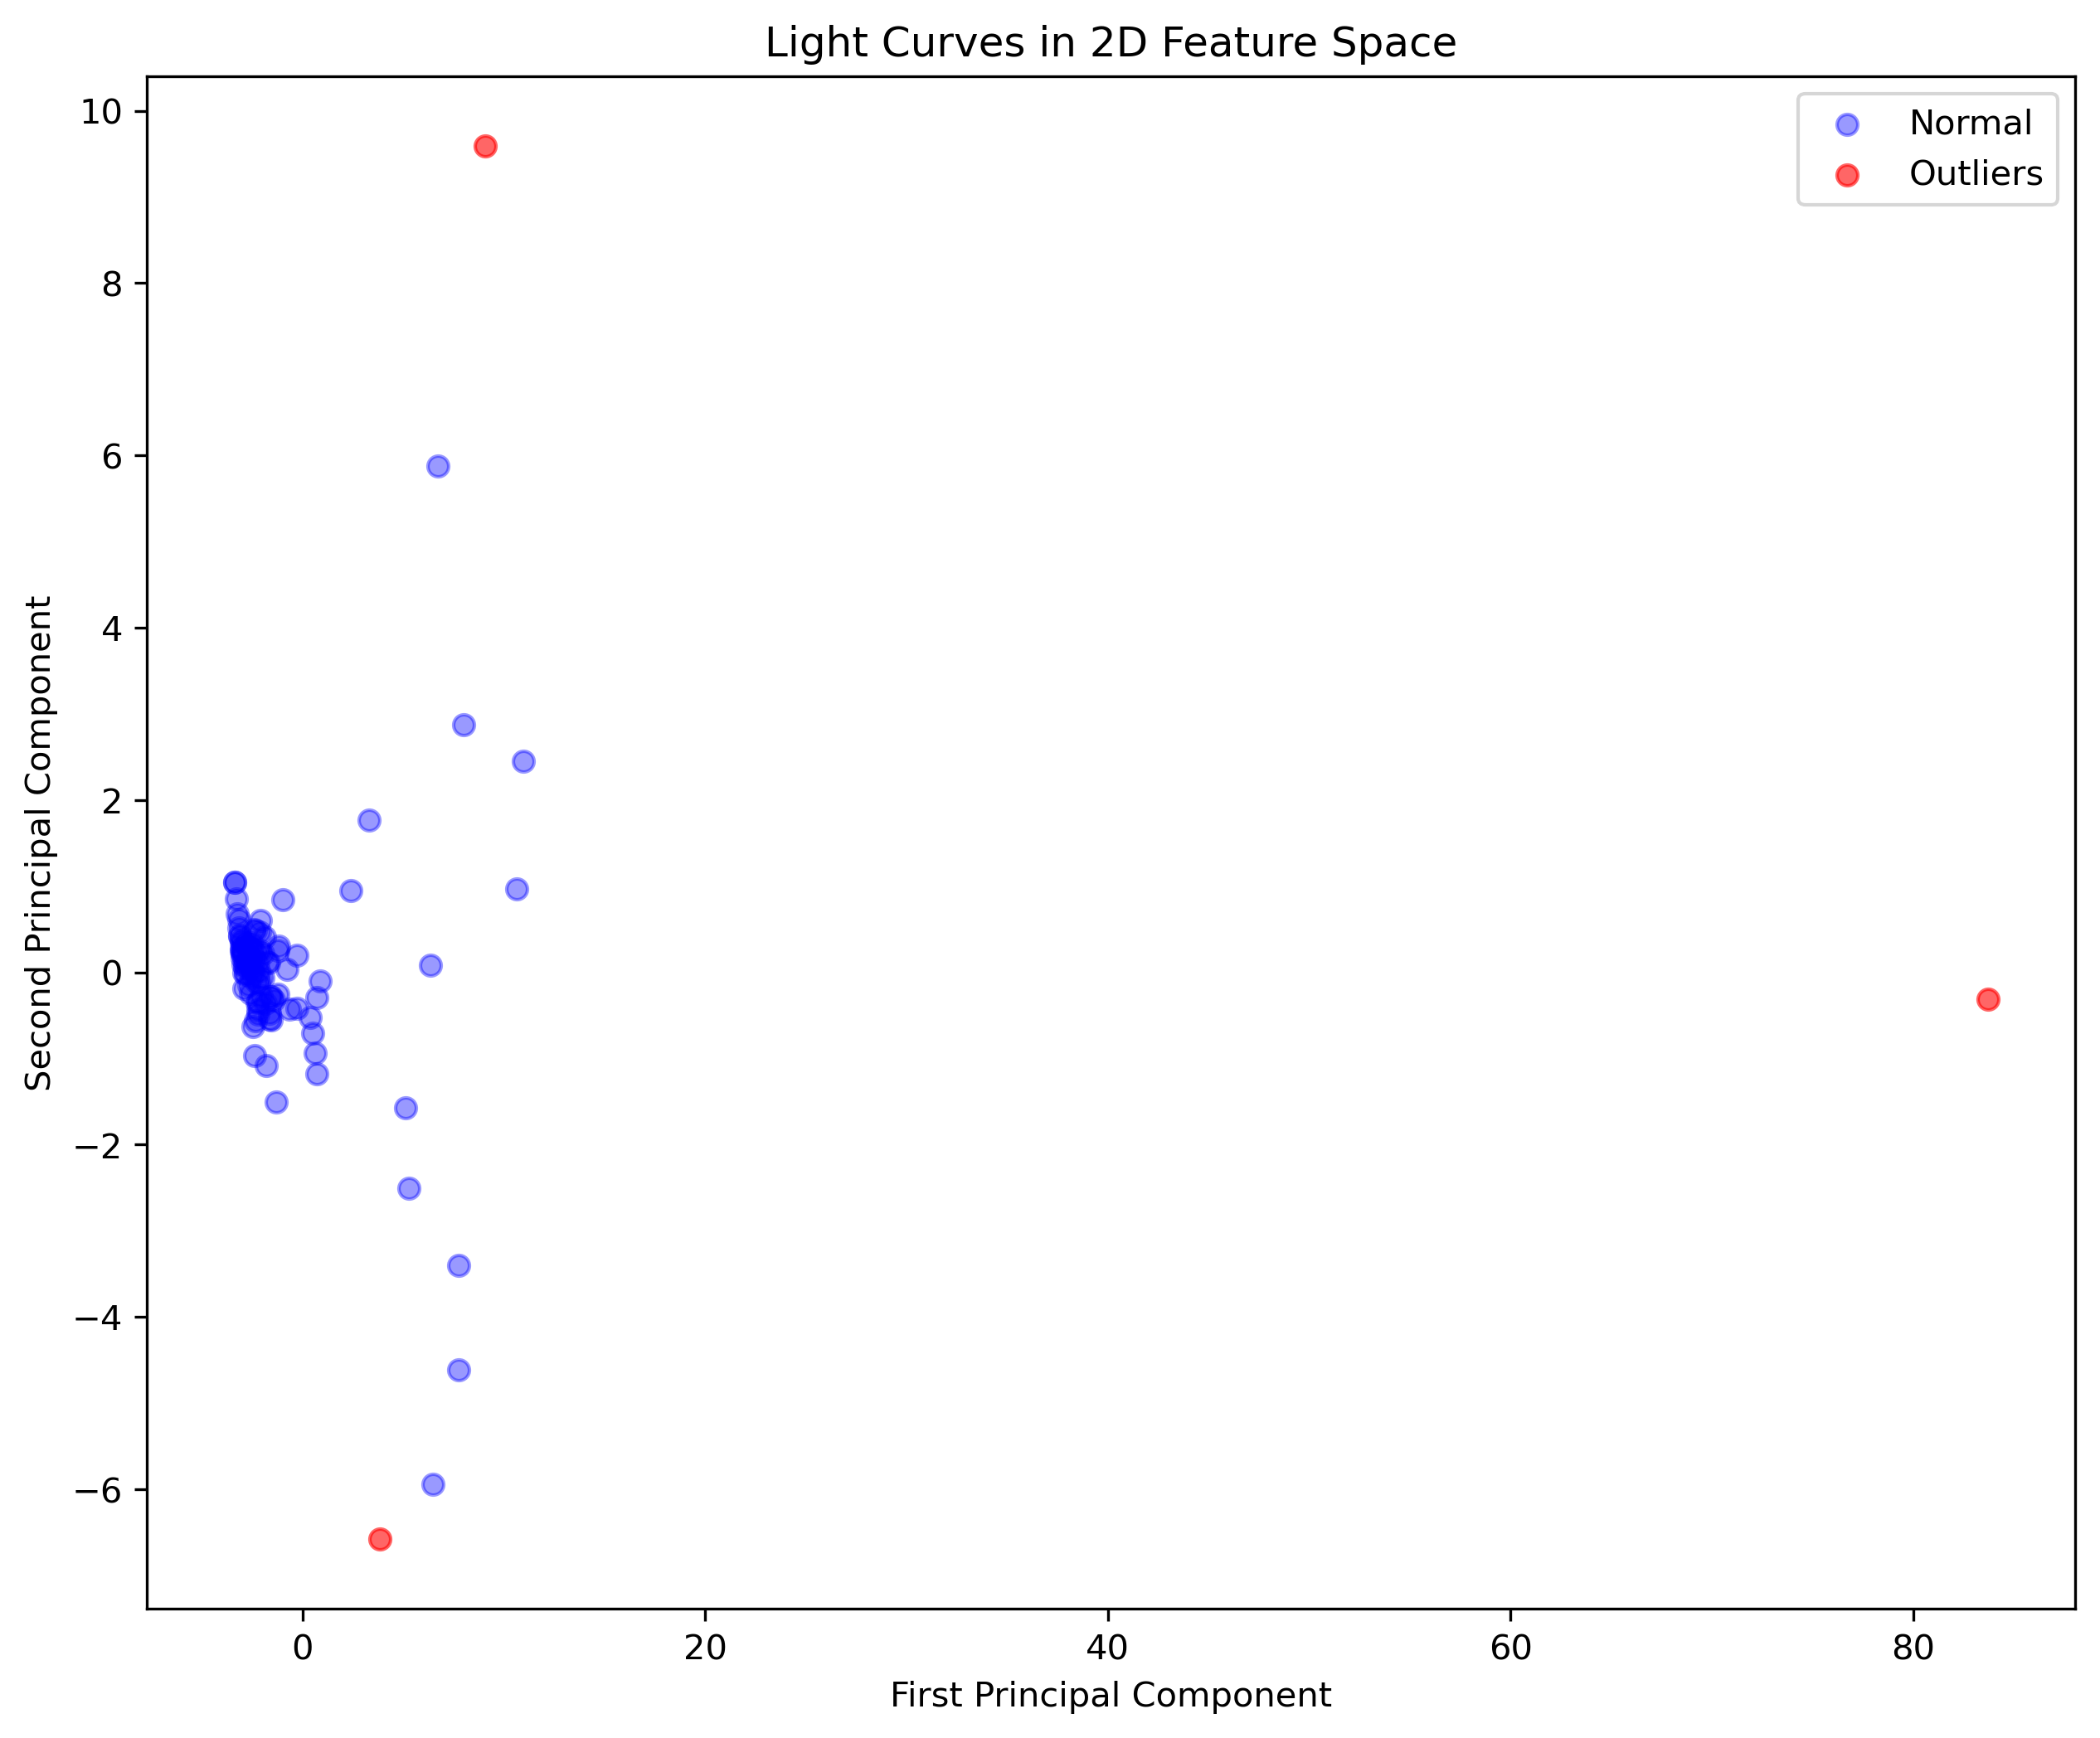 Light Curves in 2D Feature Space
Normal
Outliers
Second Principal Component
10
8
6
4
2
0
−2
−4
−6
0 20 40 60 80
First Principal Component